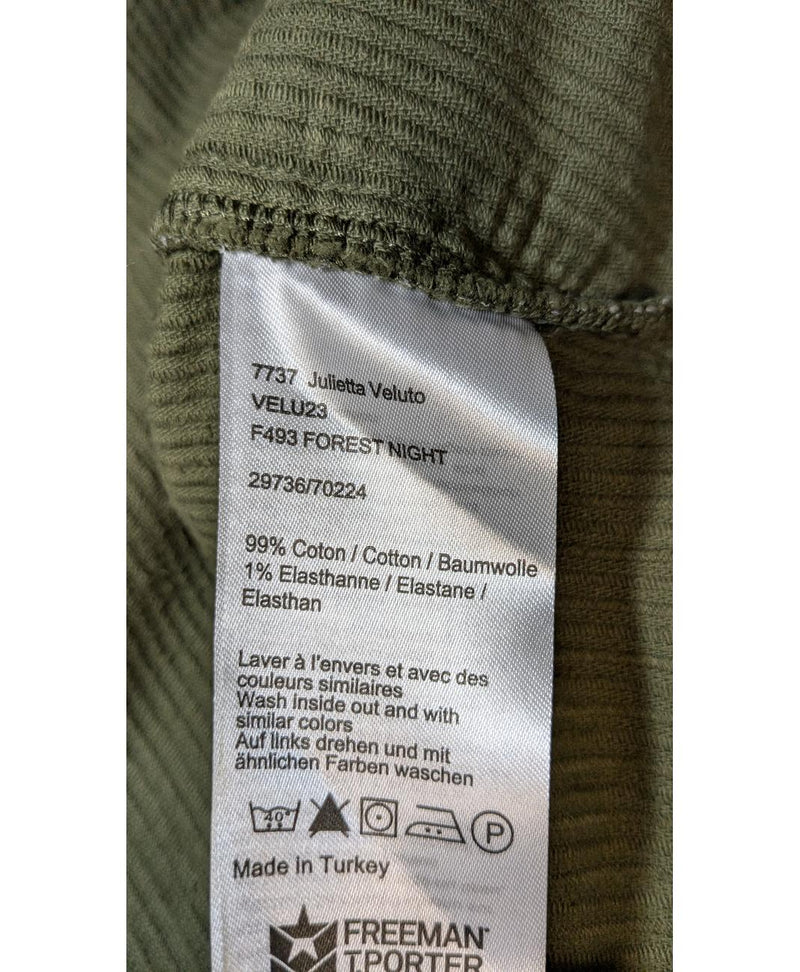 7737 Julietta Veluto
VELU23
F493 FOREST NIGHT
29736/70224
99% Coton / Cotton / Baumwolle
1% Elasthanne / Elastane /
Elasthan
Laver à l'envers et avec des
couleurs similaires
Wash inside out and with
similar colors
Auf links drehen und mit
ähnlichen Farben waschen
40° P
Made in Turkey
FREEMAN
T.PORTER